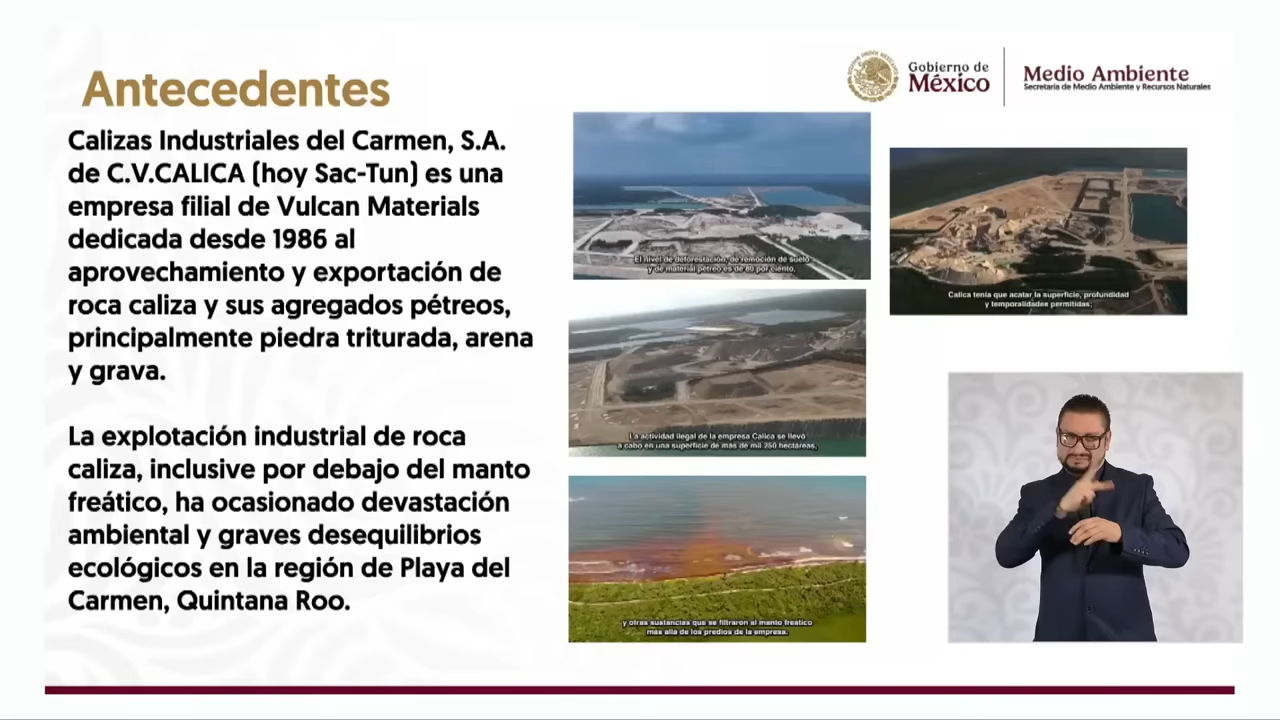 Antecedentes
Gobierno de
México
Medio Ambiente
Secretaría de Medio Ambiente y Recursos Naturales
Calizas Industriales del Carmen, S.A.
de C.V.CALICA (hoy Sac-Tun) es una
empresa filial de Vulcan Materials
dedicada desde 1986 al
aprovechamiento y exportación de
roca caliza y sus agregados pétreos,
principalmente piedra triturada, arena
y grava.
La explotación industrial de roca
caliza, inclusive por debajo del manto
freático, ha ocasionado devastación
ambiental y graves desequilibrios
ecológicos en la región de Playa del
Carmen, Quintana Roo.
El nivel de deforestación, de remoción de suelo
y de material pétreo es de 80 por ciento,
Calica tenía que acatar la superficie, profundidad
y temporalidades permitidas;
La actividad ilegal de la empresa Calica se llevó
a cabo en una superficie de más de mil 250 hectáreas,
y otras sustancias que se filtraron al manto freático
más allá de los predios de la empresa.